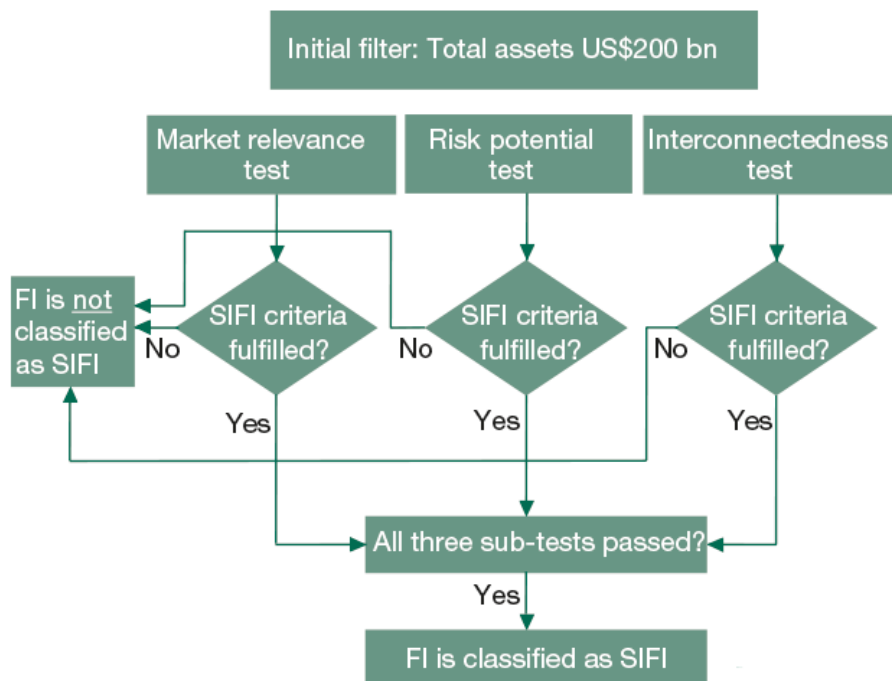 Initial filter: Total assets US$200 bn
Market relevance
test
Risk potential
test
Interconnectedness
test
FI is not
classified
as SIFI
SIFI criteria
fulfilled?
SIFI criteria
fulfilled?
SIFI criteria
fulfilled?
No
No
No
Yes
Yes
Yes
All three sub-tests passed?
Yes
FI is classified as SIFI